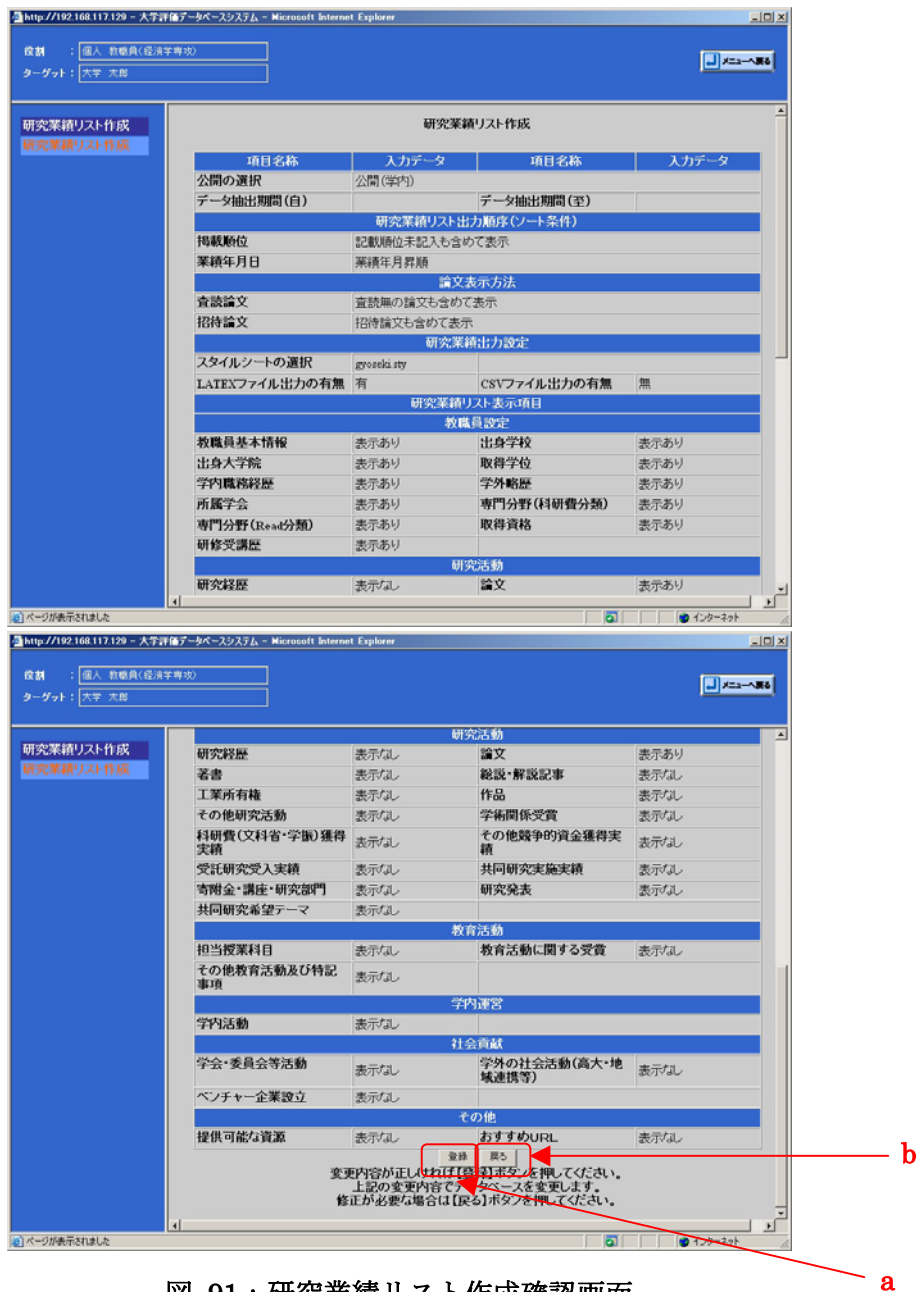 http://192.168.117.129 - 大学評価データベースシステム - Microsoft Internet Explorer
役割 : 個人 教職員(経済学専攻)
メニューへ戻る
ターゲット : 大学 太郎
研究業績リスト作成
研究業績リスト作成
研究業績リスト作成
項目名称 入力データ 項目名称 入力データ
公開の選択 公開(学内)
データ抽出期間(自) データ抽出期間(至)
研究業績リスト出力順序(ソート条件)
掲載順位 記載順位未記入も含めて表示
業績年月日 業績年月昇順
論文表示方法
査読論文 査読無の論文も含めて表示
招待論文 招待論文も含めて表示
研究業績出力設定
スタイルシートの選択 gyoseki.sty
LATEXファイル出力の有無 有 CSVファイル出力の有無 無
研究業績リスト表示項目
教職員設定
教職員基本情報 表示あり 出身学校 表示あり
出身大学院 表示あり 取得学位 表示あり
学内職務経歴 表示あり 学外略歴 表示あり
所属学会 表示あり 専門分野(科研費分類) 表示あり
専門分野(Read分類) 表示あり 取得資格 表示あり
研修受講歴 表示あり
研究活動
研究経歴 表示なし 論文 表示あり
ページが表示されました インターネット
http://192.168.117.129 - 大学評価データベースシステム - Microsoft Internet Explorer
役割 : 個人 教職員(経済学専攻)
メニューへ戻る
ターゲット : 大学 太郎
研究業績リスト作成
研究業績リスト作成
研究活動
研究経歴 表示なし 論文 表示あり
著書 表示なし 総説・解説記事 表示なし
工業所有権 表示なし 作品 表示なし
その他研究活動 表示なし 学術関係受賞 表示なし
科研費(文科省・学振)獲得実績 表示なし その他競争的資金獲得実績 表示なし
受託研究受入実績 表示なし 共同研究実施実績 表示なし
寄附金・講座・研究部門 表示なし 研究発表 表示なし
共同研究希望テーマ 表示なし
教育活動
担当授業科目 表示なし 教育活動に関する受賞 表示なし
その他教育活動及び特記事項 表示なし
学内運営
学内活動 表示なし
社会貢献
学会・委員会等活動 表示なし 学外の社会活動(高大・地域連携等) 表示なし
ベンチャー企業設立 表示なし
その他
提供可能な資源 表示なし おすすめURL 表示なし
登録 戻る
b
変更内容が正しければ【登録】ボタンを押してください。
上記の変更内容でデータベースを変更します。
修正が必要な場合は【戻る】ボタンを押してください。
ページが表示されました インターネット
a
図 91：研究業績リスト作成確認画面